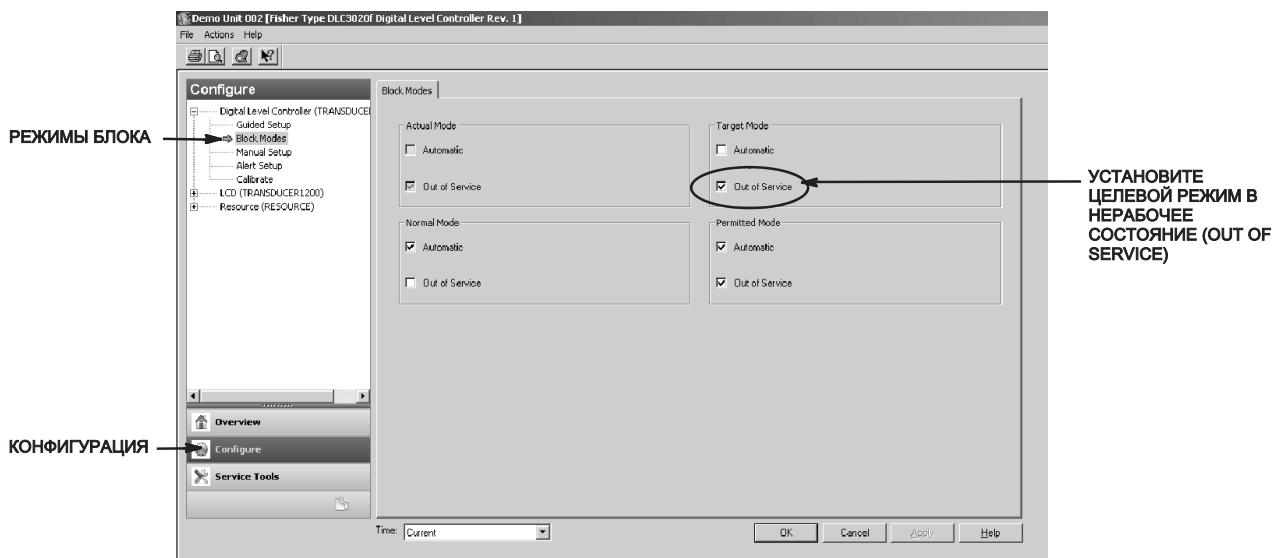 Demo Unit 002 [Fisher Type DLC3020f Digital Level Controller Rev. 1]
File Actions Help
Configure
Digital Level Controller (TRANSDUCE
Guided Setup
Block Modes
Manual Setup
Alert Setup
Calibrate
LCD (TRANSDUCER1200)
Resource (RESOURCE)
РЕЖИМЫ БЛОКА
Block Modes
Actual Mode
Automatic
Out of Service
Target Mode
Automatic
Out of Service
Normal Mode
Automatic
Out of Service
Permitted Mode
Automatic
Out of Service
УСТАНОВИТЕ
ЦЕЛЕВОЙ РЕЖИМ В
НЕРАБОЧЕЕ
СОСТОЯНИЕ (OUT OF
SERVICE)
Overview
КОНФИГУРАЦИЯ
Configure
Service Tools
Time: Current
OK Cancel Apply Help